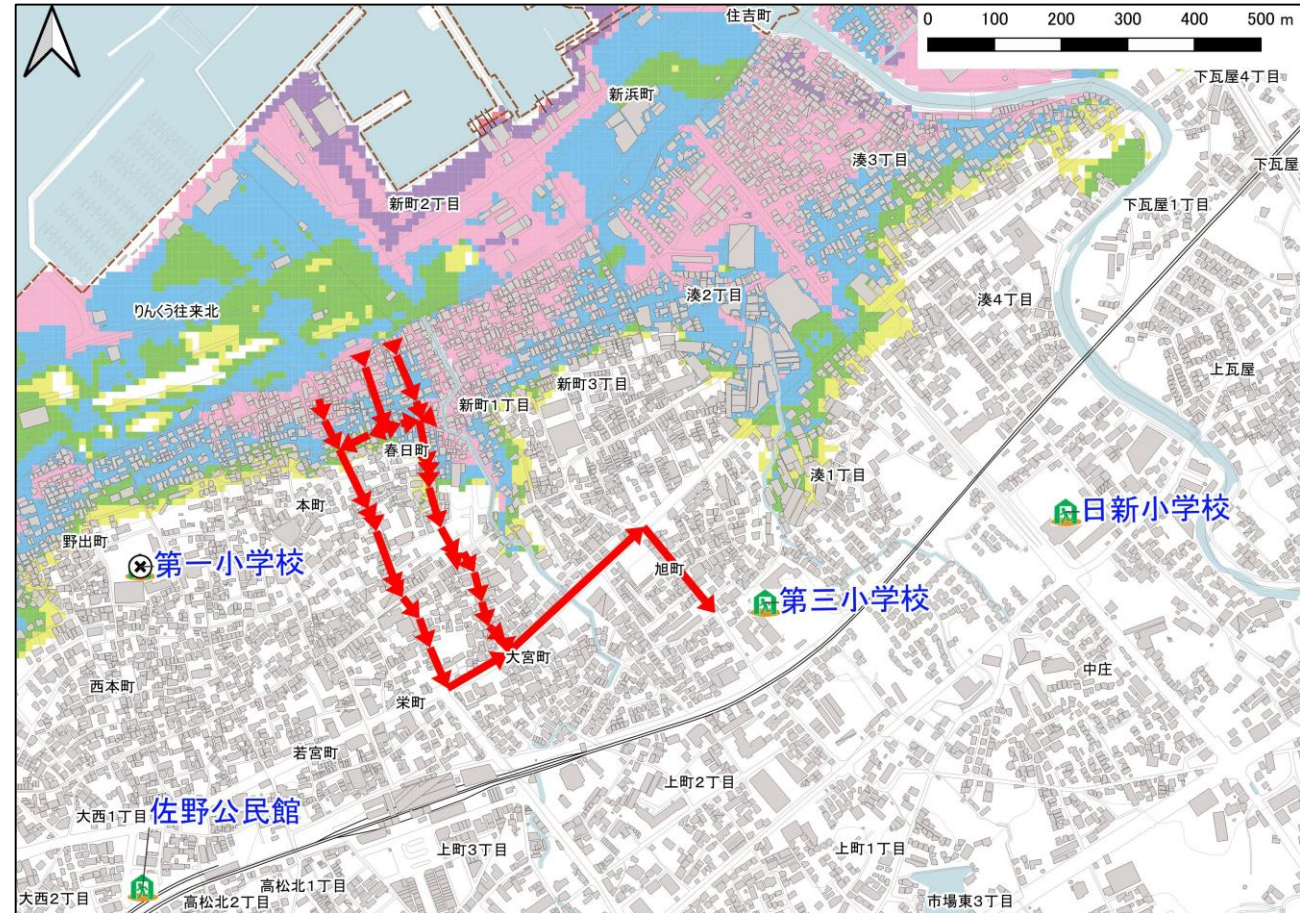 住吉町
0 100 200 300 400 500 m
下瓦屋4丁目
新浜町
湊3丁目
下瓦屋
新町2丁目
下瓦屋1丁目
湊2丁目
湊4丁目
りんくう往来北
上瓦屋
新町3丁目
新町1丁目
春日町
湊1丁目
本町
日新小学校
野出町
第一小学校
旭町
第三小学校
大宮町
中庄
西本町
栄町
若宮町
上町2丁目
佐野公民館
大西1丁目
上町3丁目
上町1丁目
高松北1丁目
大西2丁目
高松北2丁目
市場東3丁目